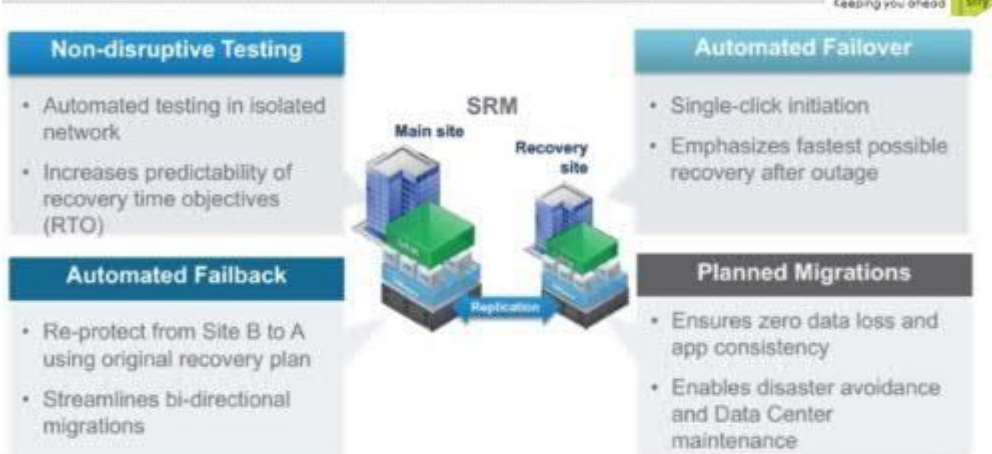 Keeping you ahead
Non-disruptive Testing
• Automated testing in isolated
network
• Increases predictability of
recovery time objectives
(RTO)
Automated Failback
• Re-protect from Site B to A
using original recovery plan
• Streamlines bi-directional
migrations
SRM
Main site
Recovery
site
Replication
Automated Failover
• Single-click initiation
• Emphasizes fastest possible
recovery after outage
Planned Migrations
• Ensures zero data loss and
app consistency
• Enables disaster avoidance
and Data Center
maintenance